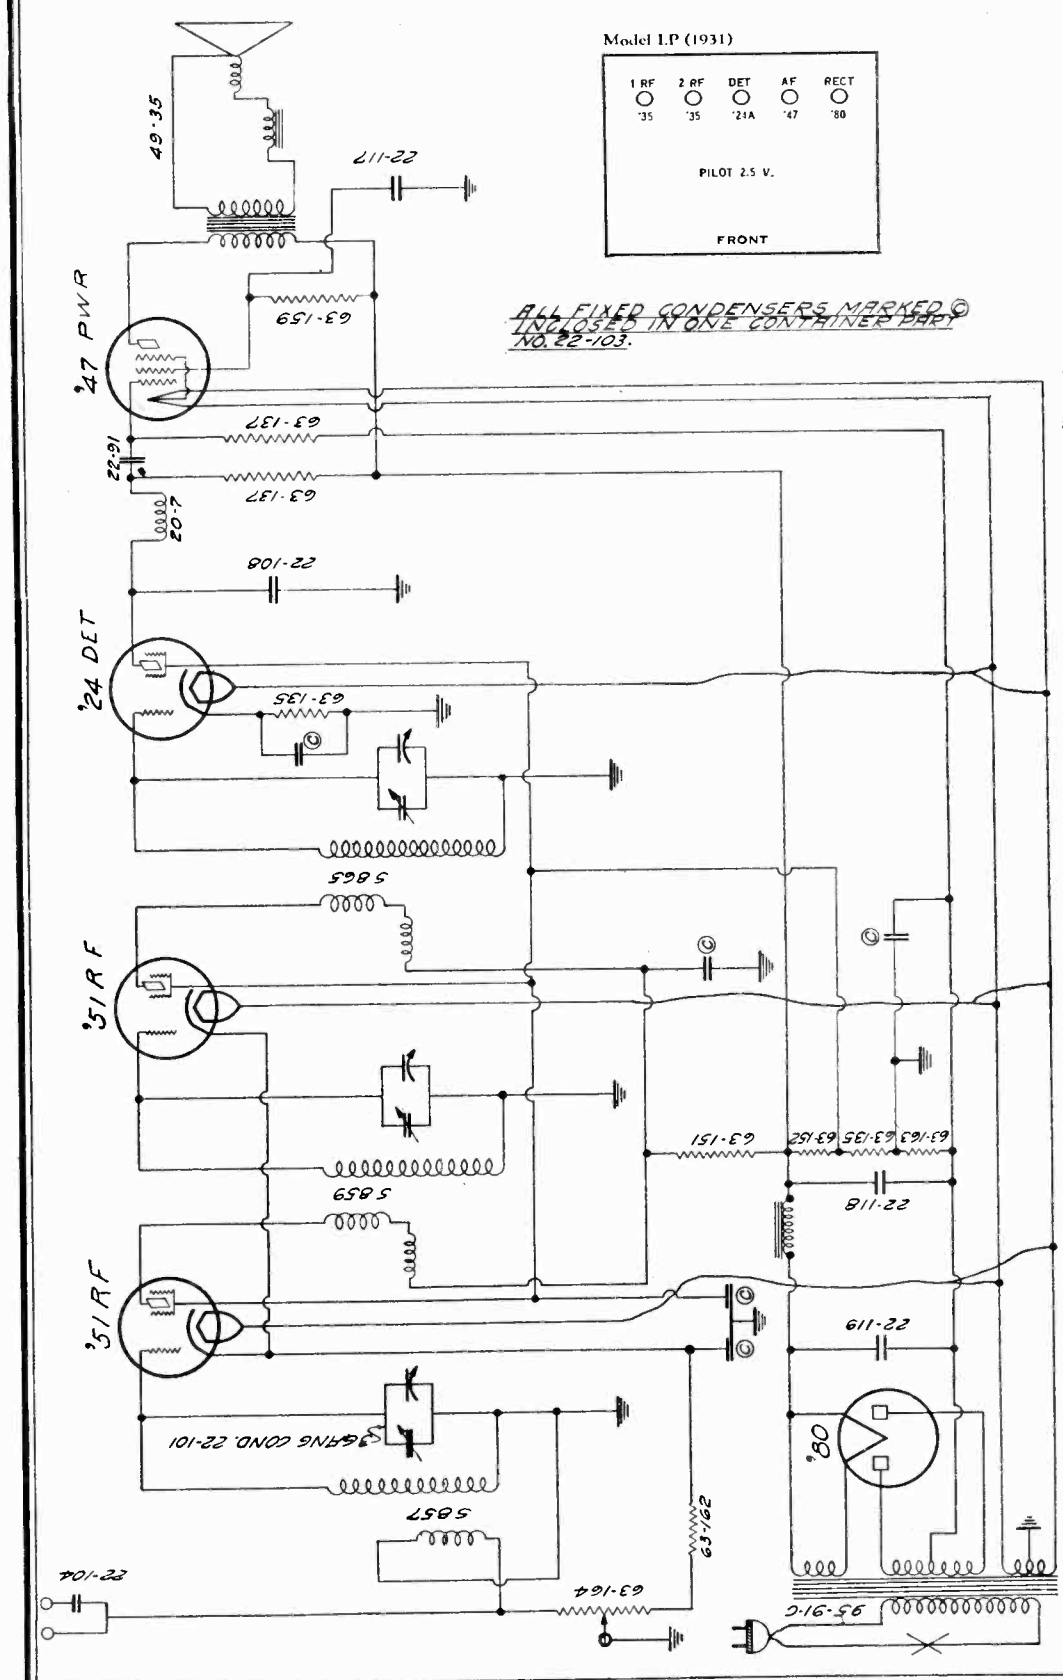 Model LP (1931)
1 RF 2 RF DET AF RECT
'35 '35 '24A '47 '80
PILOT 2.5 V.
FRONT
ALL FIXED CONDENSERS MARKED ©
INCLOSED IN ONE CONTAINER PART
NO. 22-103.
49-35
22-117
'47 PWR
63-159
63-137
22-91
63-137
20-7
22-108
'24 DET
63-135
©
S 865
'51 RF
©
©
63-151
63-152
63-135
63-163
S 859
22-118
'51 RF
©
©
22-119
3 GANG COND. 22-101
'80
S 857
63-162
22-104
63-164
95-91-G